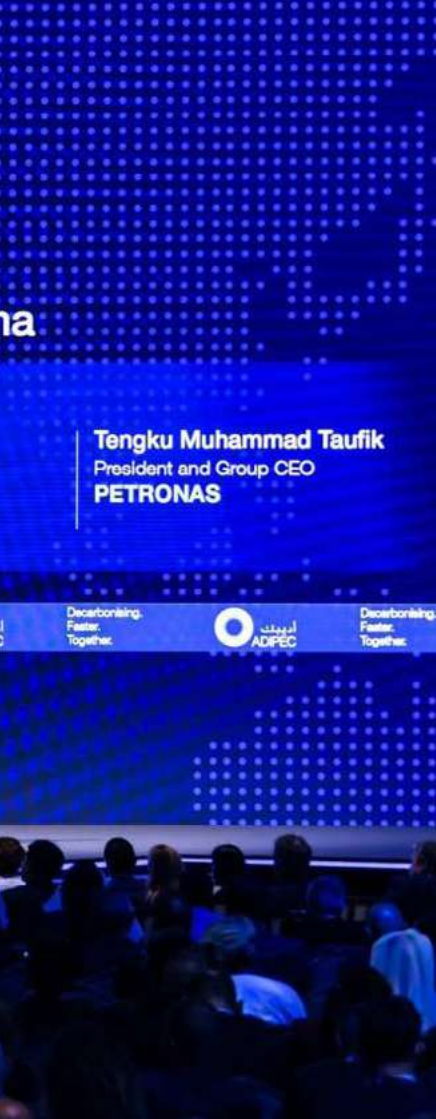 na
Tengku Muhammad Taufik
President and Group CEO
PETRONAS
Decarbonising.
Faster.
Together.
أديبك
ADIPEC
Decarbonising.
Faster.
Together.